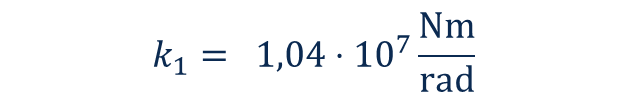 k₁ = 1,04 · 10⁷ Nm/rad